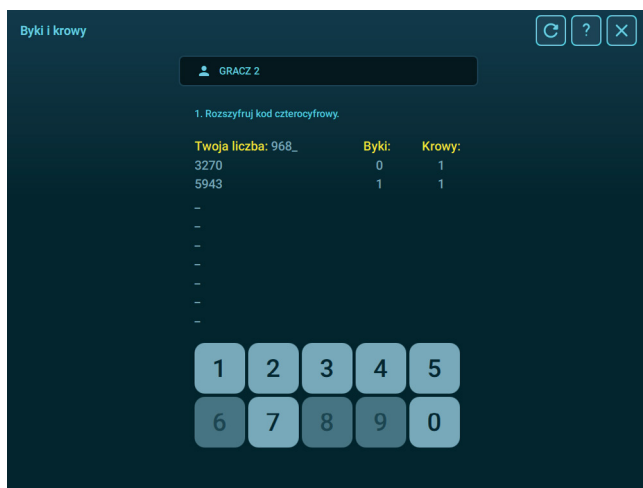 Byki i krowy
?
GRACZ 2
1. Rozszyfruj kod czterocyfrowy.
Twoja liczba: 968_ Byki: Krowy:
3270 0 1
5943 1 1
_
_
_
_
_
_
_
1 2 3 4 5
6 7 8 9 0